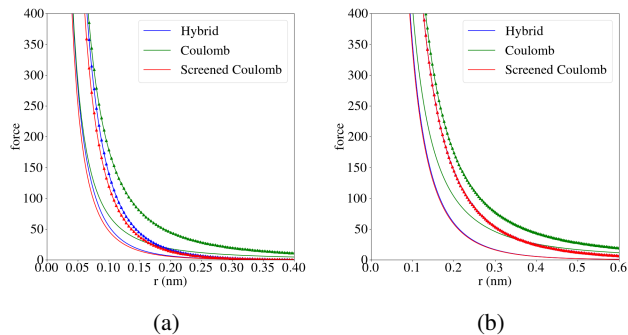 400
350
300
250
200
150
100
50
0
force
Hybrid
Coulomb
Screened Coulomb
0.00 0.05 0.10 0.15 0.20 0.25 0.30 0.35 0.40
r (nm)
(a)
400
350
300
250
200
150
100
50
0
force
Hybrid
Coulomb
Screened Coulomb
0.0 0.1 0.2 0.3 0.4 0.5 0.6
r (nm)
(b)